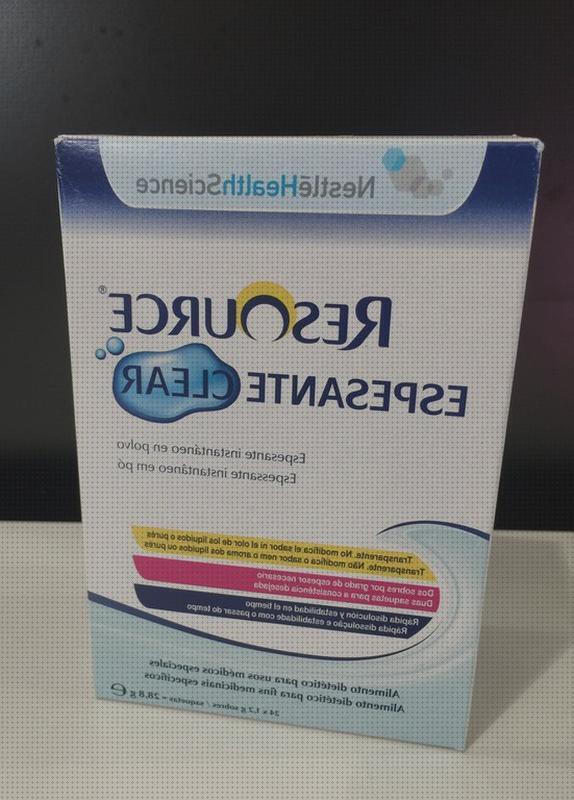 NestléHealthScience
RESOURCE®
ESPESANTE CLEAR
Espesante instantáneo en polvo
Espessante instantâneo em pó
Transparente. No modifica el sabor ni el olor de los líquidos o purés
Transparente. Não modifica o sabor nem o aroma dos líquidos ou purés
Dos sobres por grado de espesor necesario
Duas saquetas para a consistência desejada
Rápida disolución y estabilidad en el tiempo
Rápida dissolução e estabilidade com o passar do tempo
Alimento dietético para usos médicos especiales
Alimento dietético para fins medicinais específicos
24 x 1,2 g sobres / saquetas = 28,8 g ℮